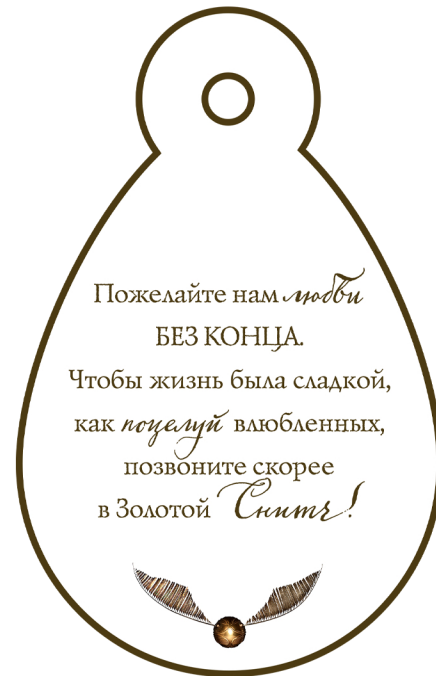 Пожелайте нам любви
БЕЗ КОНЦА.
Чтобы жизнь была сладкой,
как поцелуй влюбленных,
позвоните скорее
в Золотой Снитч!